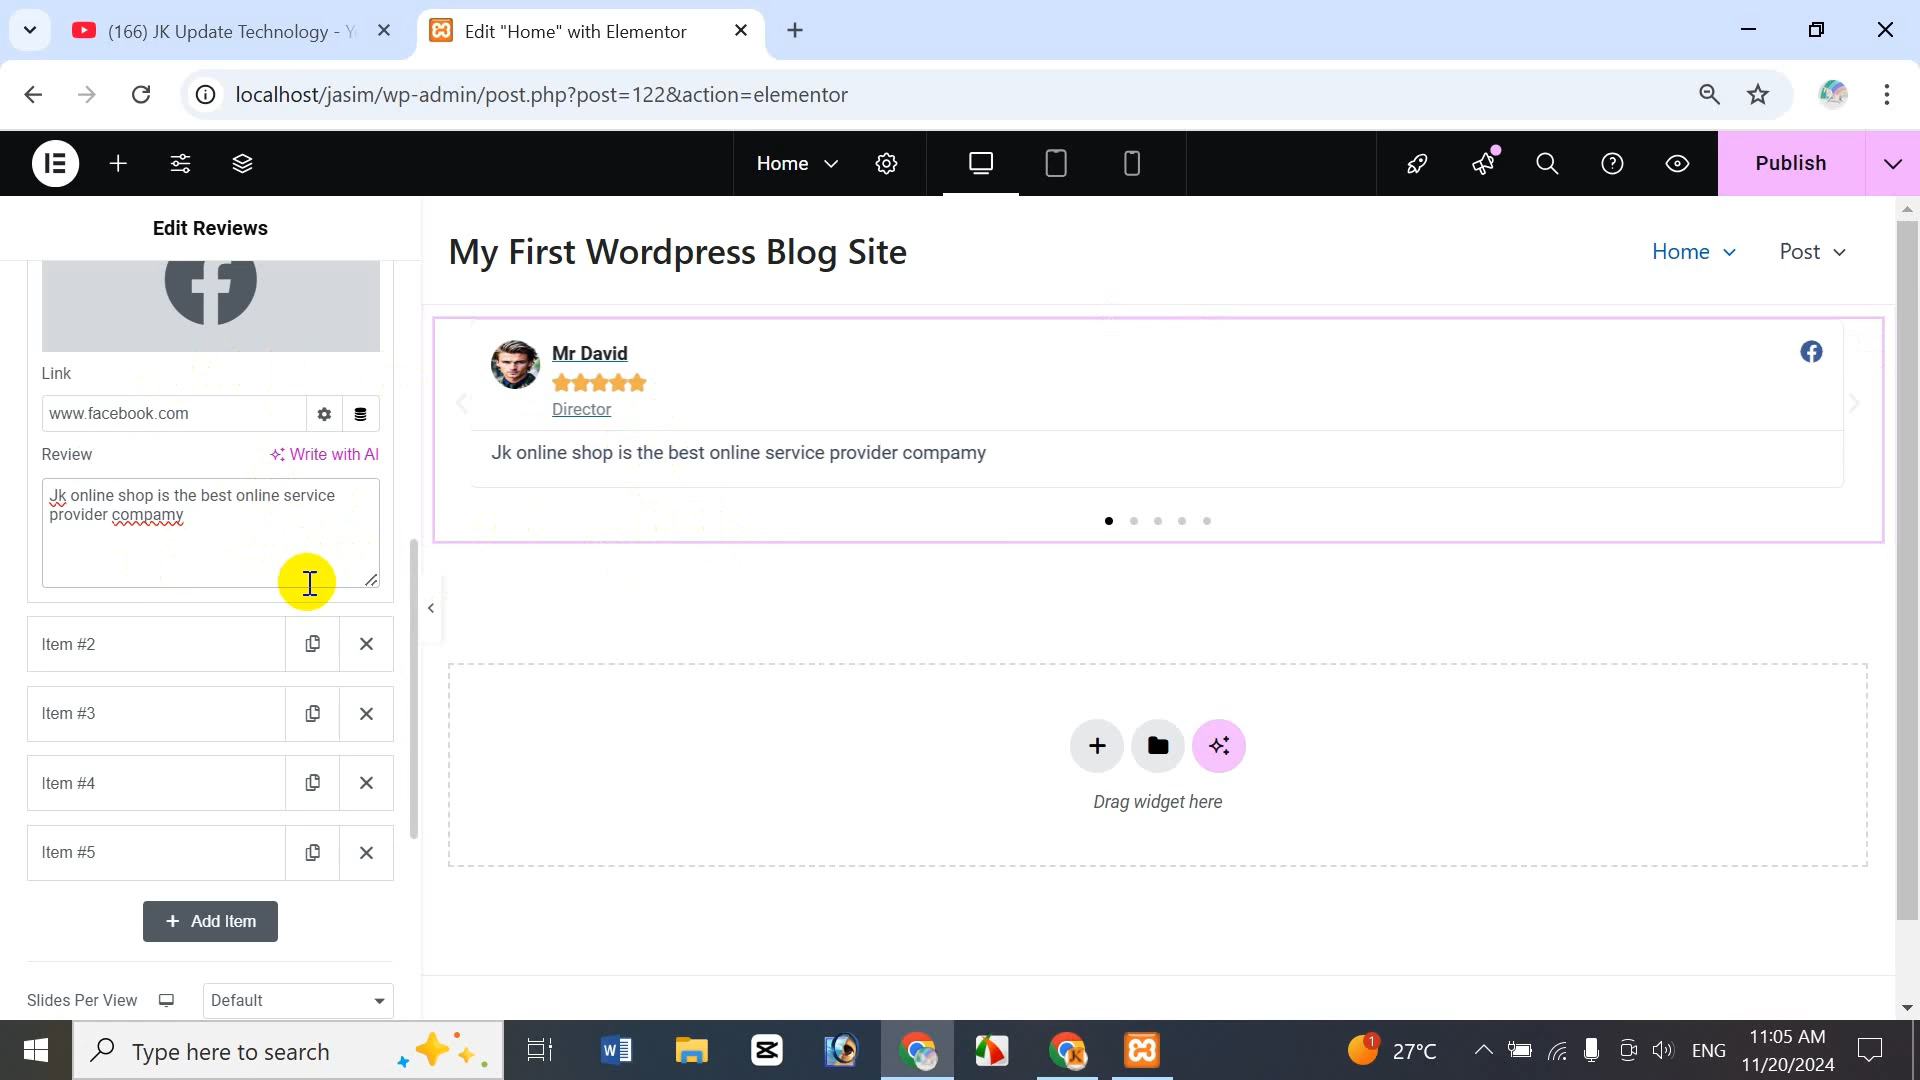 (166) JK Update Technology - Y
Edit "Home" with Elementor
localhost/jasim/wp-admin/post.php?post=122&action=elementor
Home
Publish
Edit Reviews
Link
www.facebook.com
Review
Write with AI
Jk online shop is the best online service
provider compamy
Item #2
Item #3
Item #4
Item #5
+ Add Item
Slides Per View
Default
My First Wordpress Blog Site
Home
Post
Mr David
Director
Jk online shop is the best online service provider compamy
Drag widget here
Type here to search
1
27°C
ENG
11:05 AM
11/20/2024